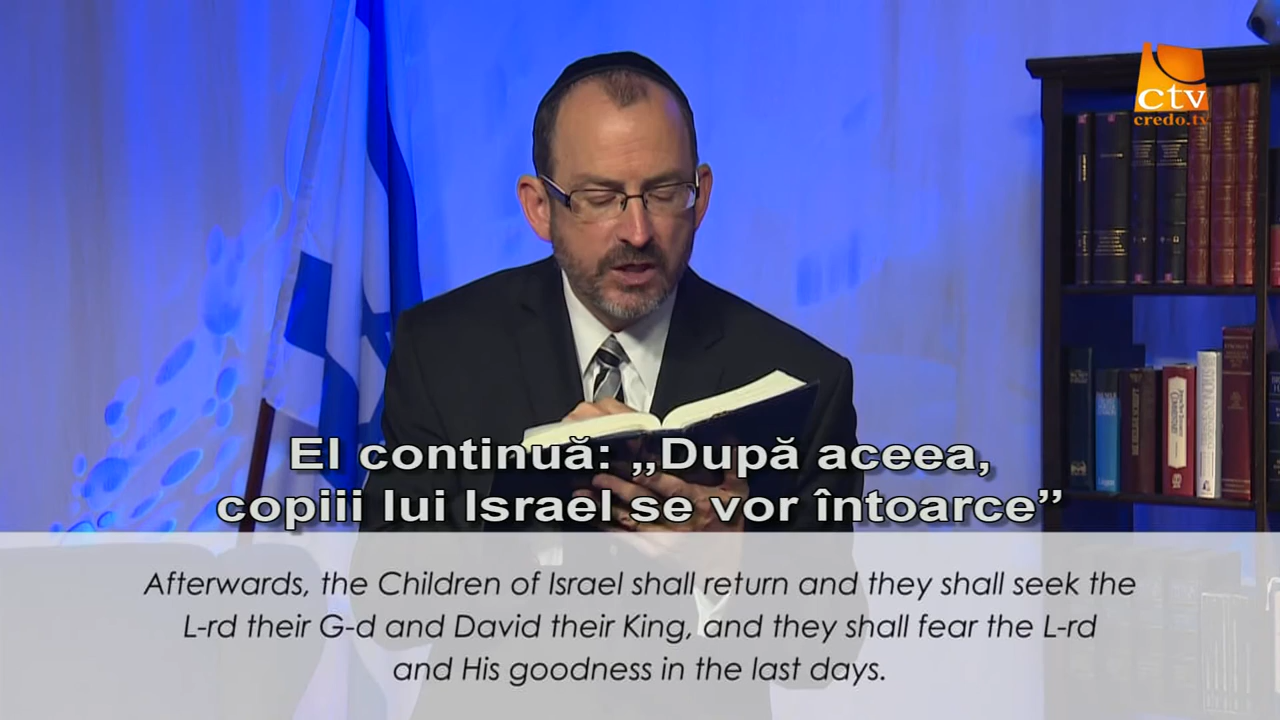 ctv
credo.tv
El continuă: „După aceea,
copiii lui Israel se vor întoarce”
Afterwards, the Children of Israel shall return and they shall seek the
L-rd their G-d and David their King, and they shall fear the L-rd
and His goodness in the last days.